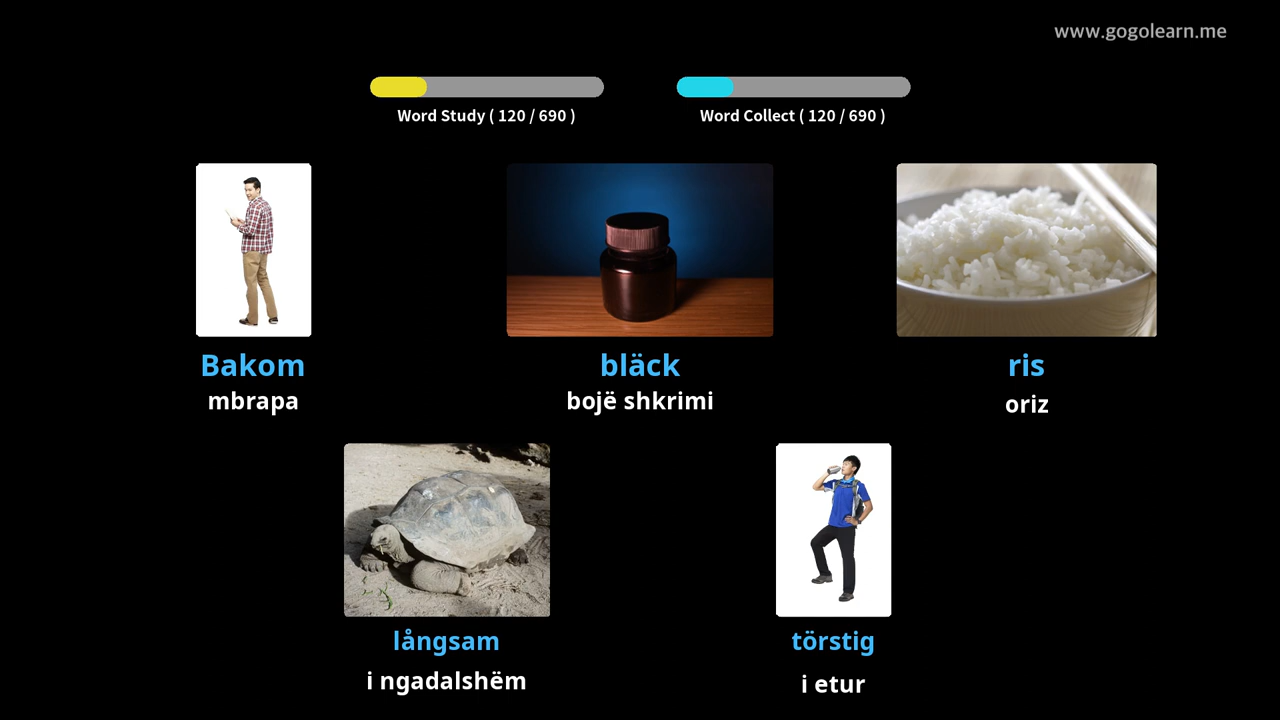 www.gogolearn.me
Word Study ( 120 / 690 )
Word Collect ( 120 / 690 )
Bakom
mbrapa
bläck
bojë shkrimi
ris
oriz
långsam
i ngadalshëm
törstig
i etur